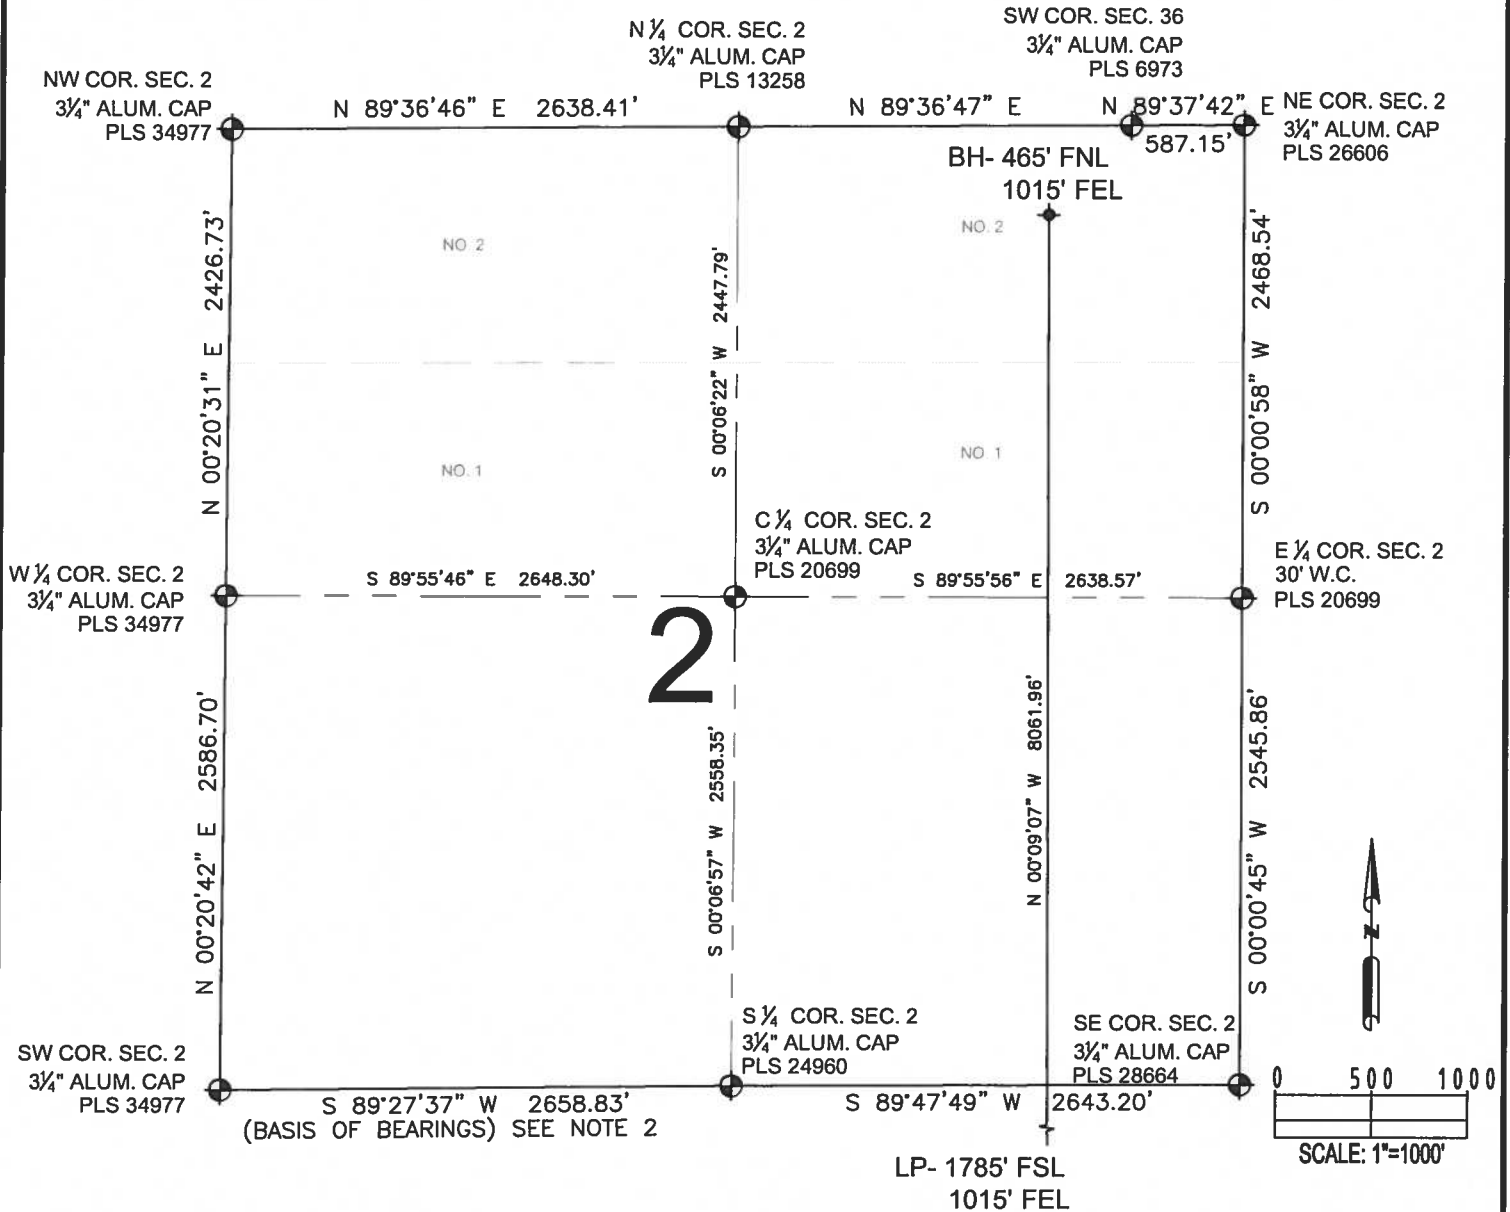 SW COR. SEC. 36
3¼" ALUM. CAP
PLS 6973
N ¼ COR. SEC. 2
3¼" ALUM. CAP
PLS 13258
NW COR. SEC. 2
3¼" ALUM. CAP
PLS 34977
N 89°36'46" E 2638.41'
N 89°36'47" E
N 89°37'42" E
587.15'
NE COR. SEC. 2
3¼" ALUM. CAP
PLS 26606
BH- 465' FNL
1015' FEL
NO. 2
NO. 2
N 00°20'31" E 2426.73'
S 00°06'22" W 2447.79'
S 00°00'58" W 2468.54'
NO. 1
NO. 1
C ¼ COR. SEC. 2
3¼" ALUM. CAP
PLS 20699
W ¼ COR. SEC. 2
3¼" ALUM. CAP
PLS 34977
S 89°55'46" E 2648.30'
S 89°55'56" E 2638.57'
E ¼ COR. SEC. 2
30' W.C.
PLS 20699
2
N 00°20'42" E 2586.70'
S 00°06'57" W 2558.35'
N 00°09'07" W 8061.96'
S 00°00'45" W 2545.86'
N
SW COR. SEC. 2
3¼" ALUM. CAP
PLS 34977
S ¼ COR. SEC. 2
3¼" ALUM. CAP
PLS 24960
SE COR. SEC. 2
3¼" ALUM. CAP
PLS 28664
S 89°27'37" W 2658.83'
(BASIS OF BEARINGS) SEE NOTE 2
S 89°47'49" W 2643.20'
0 500 1000
SCALE: 1"=1000'
LP- 1785' FSL
1015' FEL